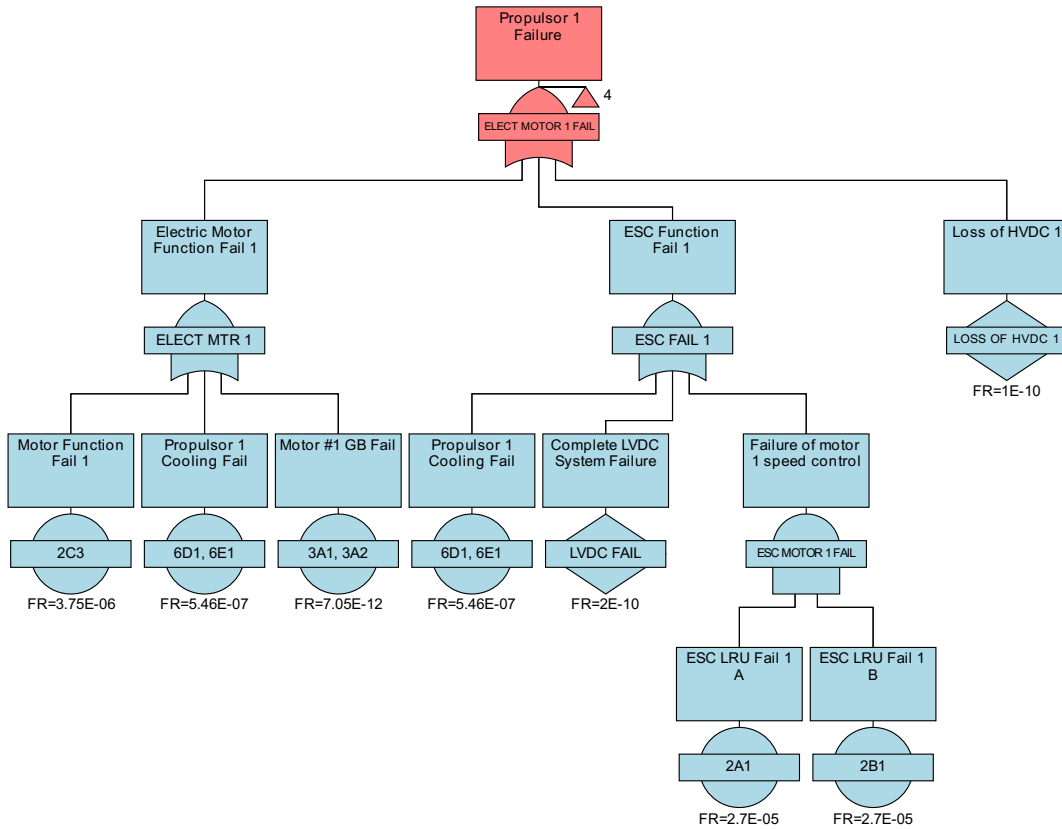 Propulsor 1
Failure
4
ELECT MOTOR 1 FAIL
Electric Motor
Function Fail 1
ESC Function
Fail 1
Loss of HVDC 1
ELECT MTR 1
ESC FAIL 1
LOSS OF HVDC 1
FR=1E-10
Motor Function
Fail 1
Propulsor 1
Cooling Fail
Motor #1 GB Fail
Propulsor 1
Cooling Fail
Complete LVDC
System Failure
Failure of motor
1 speed control
2C3
6D1, 6E1
3A1, 3A2
6D1, 6E1
LVDC FAIL
ESC MOTOR 1 FAIL
FR=3.75E-06
FR=5.46E-07
FR=7.05E-12
FR=5.46E-07
FR=2E-10
ESC LRU Fail 1
A
ESC LRU Fail 1
B
2A1
2B1
FR=2.7E-05
FR=2.7E-05